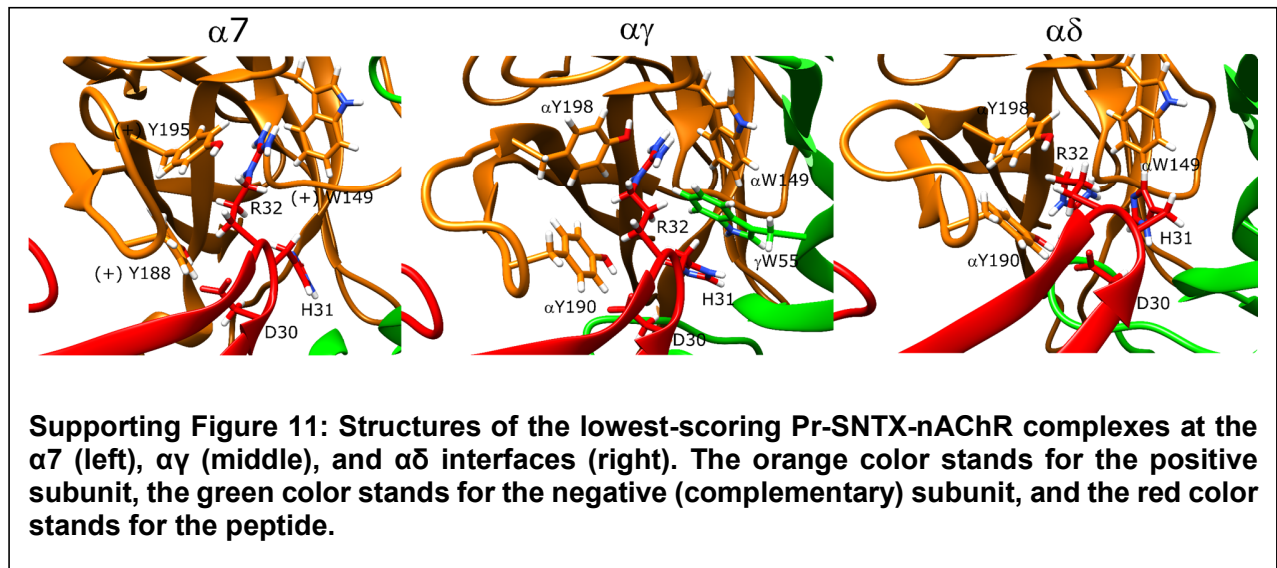 α7
αγ
αδ
(+) Y195
R32
(+) W149
(+) Y188
H31
D30
αY198
αW149
R32
γW55
αY190
H31
D30
αY198
R32
αW149
αY190
H31
D30
Supporting Figure 11: Structures of the lowest-scoring Pr-SNTX-nAChR complexes at the
α7 (left), αγ (middle), and αδ interfaces (right). The orange color stands for the positive
subunit, the green color stands for the negative (complementary) subunit, and the red color
stands for the peptide.